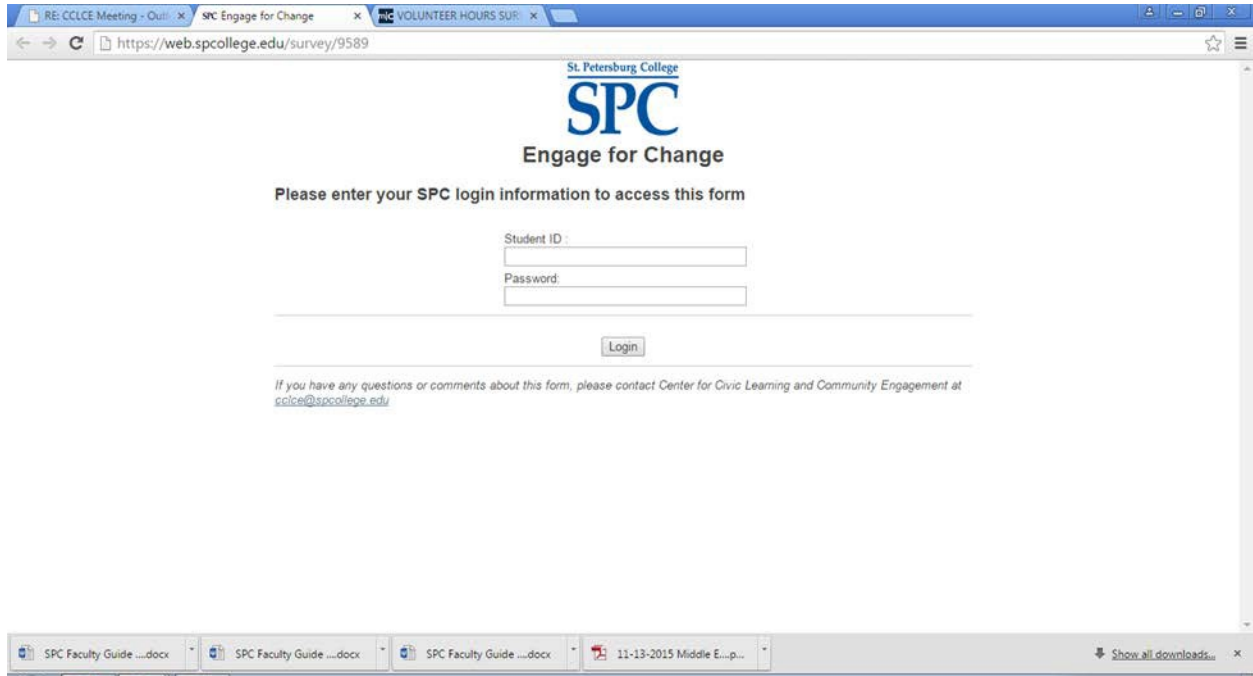 RE: CCLCE Meeting - Outl
SPC Engage for Change
mic VOLUNTEER HOURS SUR
https://web.spcollege.edu/survey/9589
St. Petersburg College
SPC
Engage for Change
Please enter your SPC login information to access this form
Student ID :
Password:
Login
If you have any questions or comments about this form, please contact Center for Civic Learning and Community Engagement at
cclce@spcollege.edu
SPC Faculty Guide ....docx
SPC Faculty Guide ....docx
SPC Faculty Guide ....docx
11-13-2015 Middle E....p...
Show all downloads...